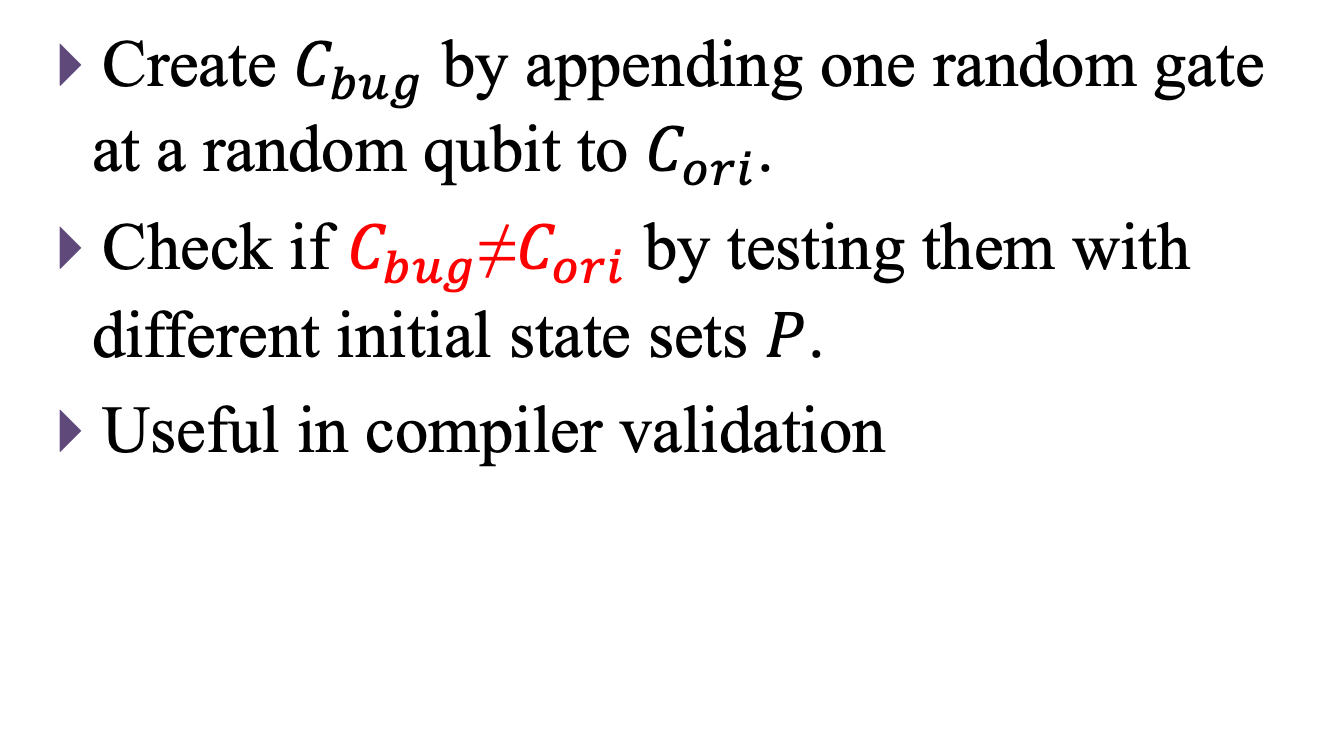 Create C_bug by appending one random gate
at a random qubit to C_ori.
Check if C_bug≠C_ori by testing them with
different initial state sets P.
Useful in compiler validation